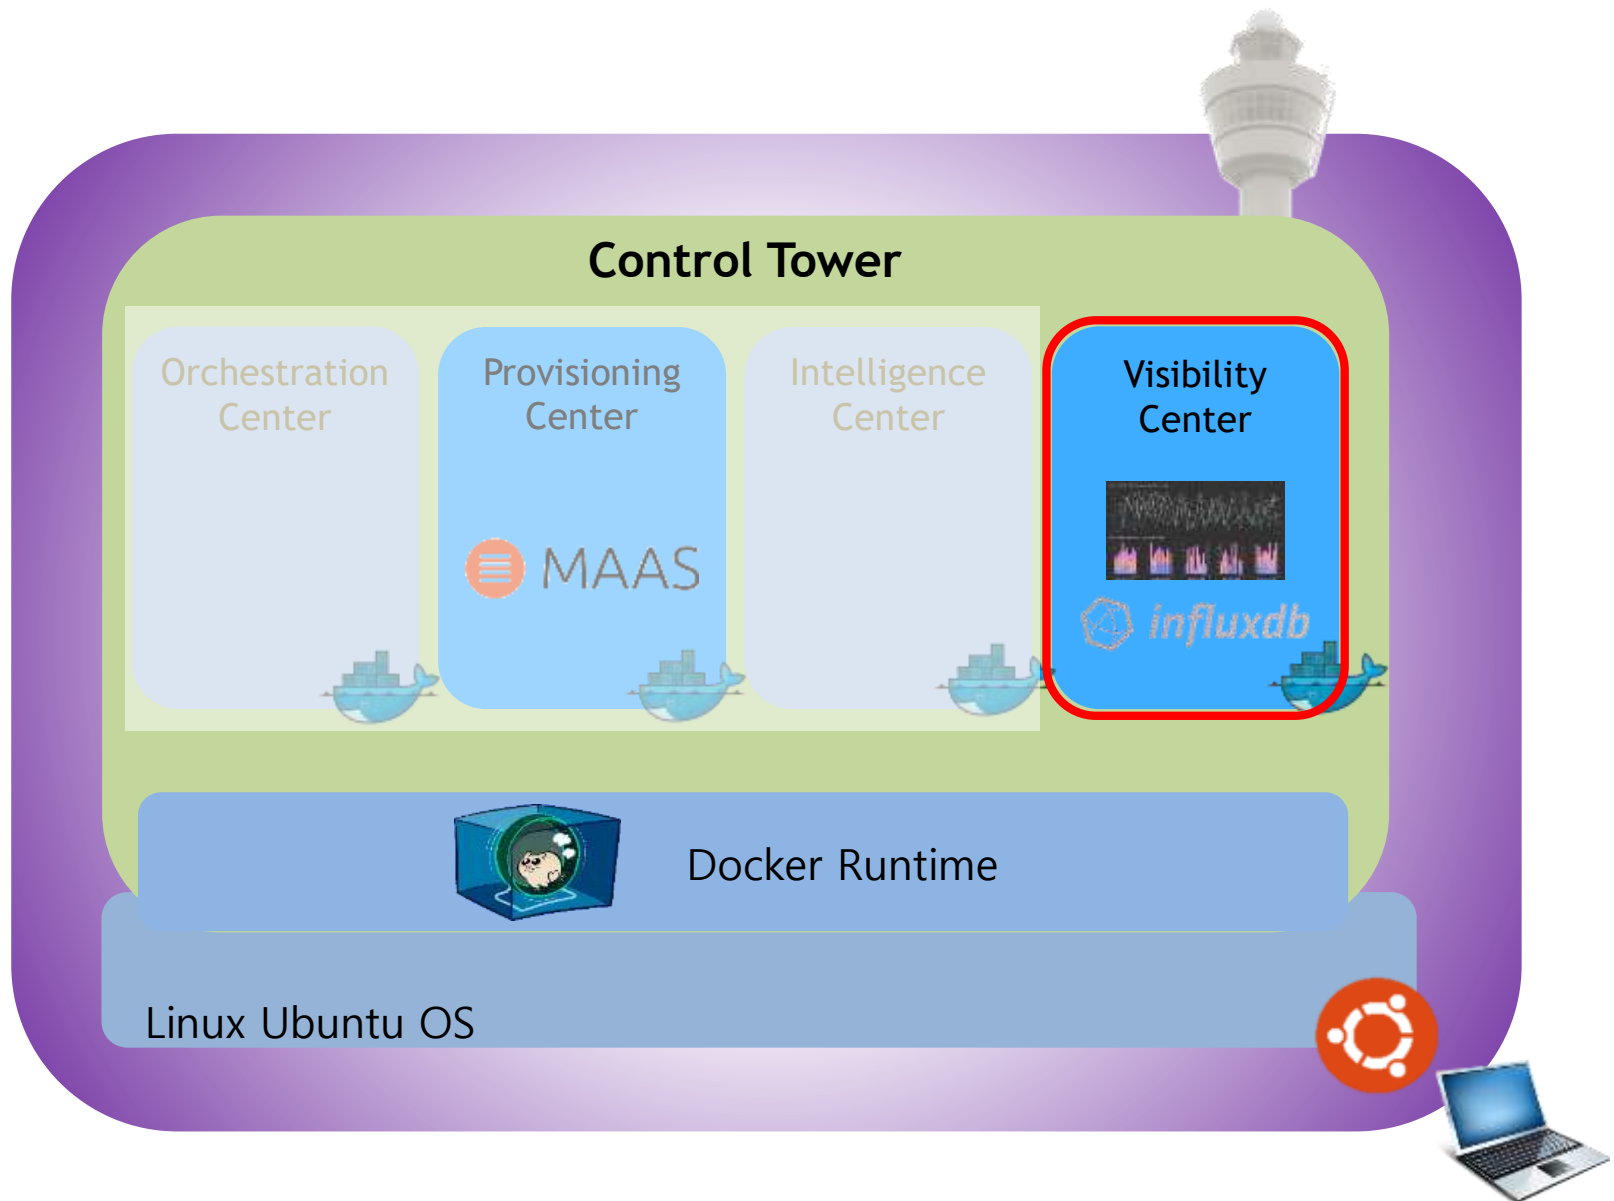 Control Tower
Orchestration
Center
Provisioning
Center
MAAS
Intelligence
Center
Visibility
Center
influxdb
Docker Runtime
Linux Ubuntu OS